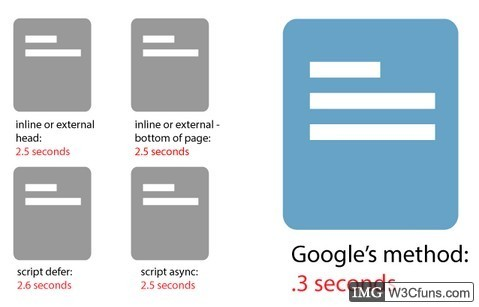 inline or external
head:
2.5 seconds
inline or external -
bottom of page:
2.5 seconds
script defer:
2.6 seconds
script async:
2.5 seconds
Google's method:
.3 seconds
IMG W3Cfuns.com